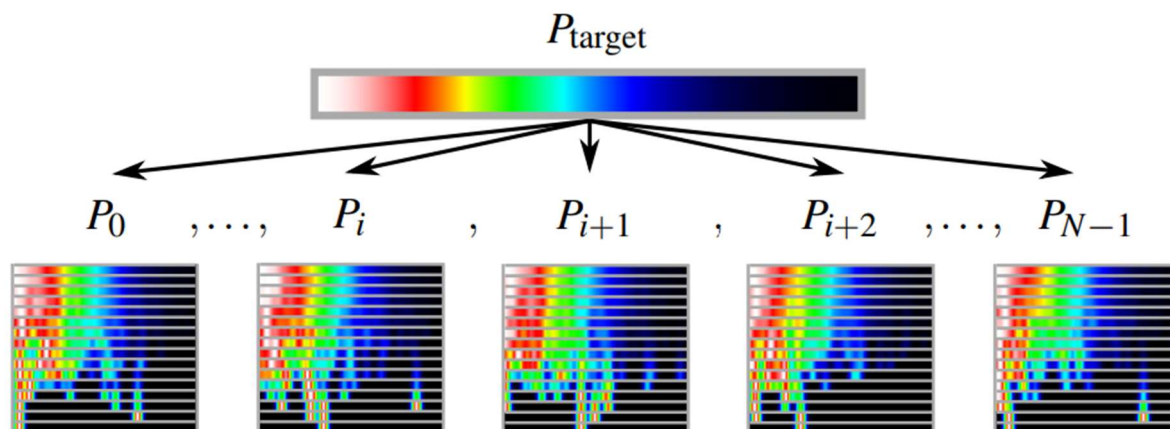 P_target
P_0 ,...., P_i , P_{i+1} , P_{i+2} ,...., P_{N−1}